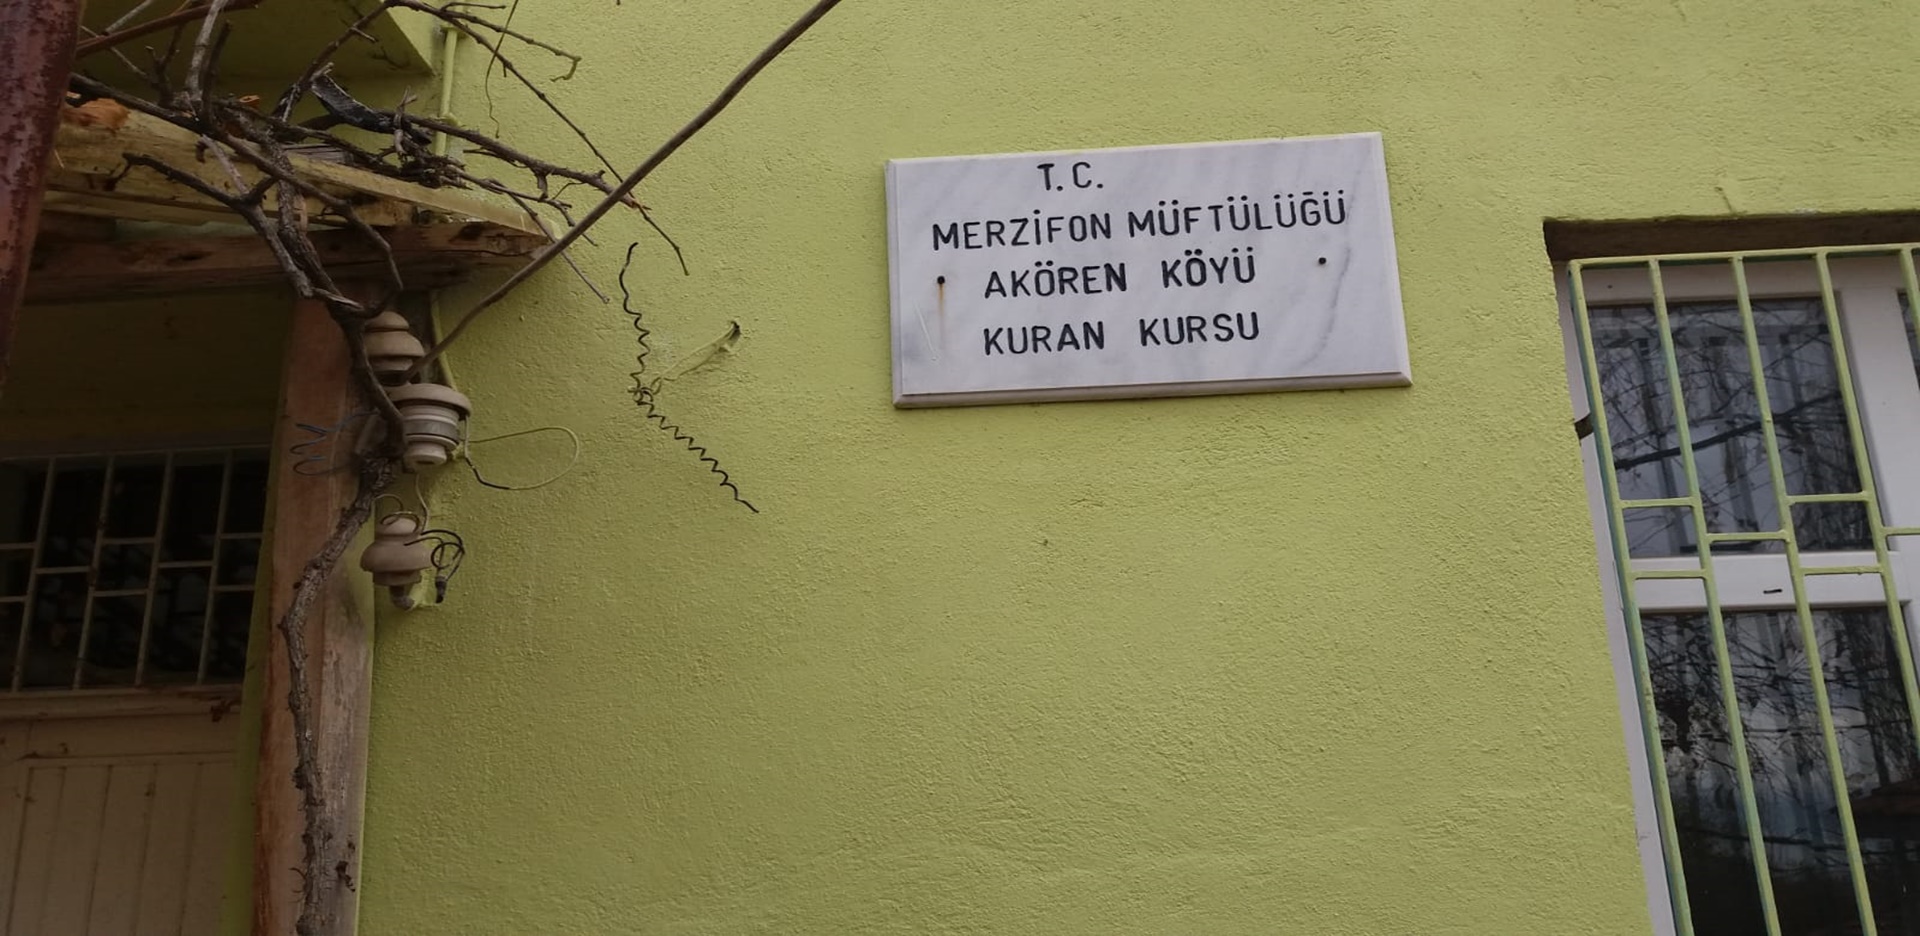 T.C.
MERZİFON MÜFTÜLÜĞÜ
AKÖREN KÖYÜ
KURAN KURSU